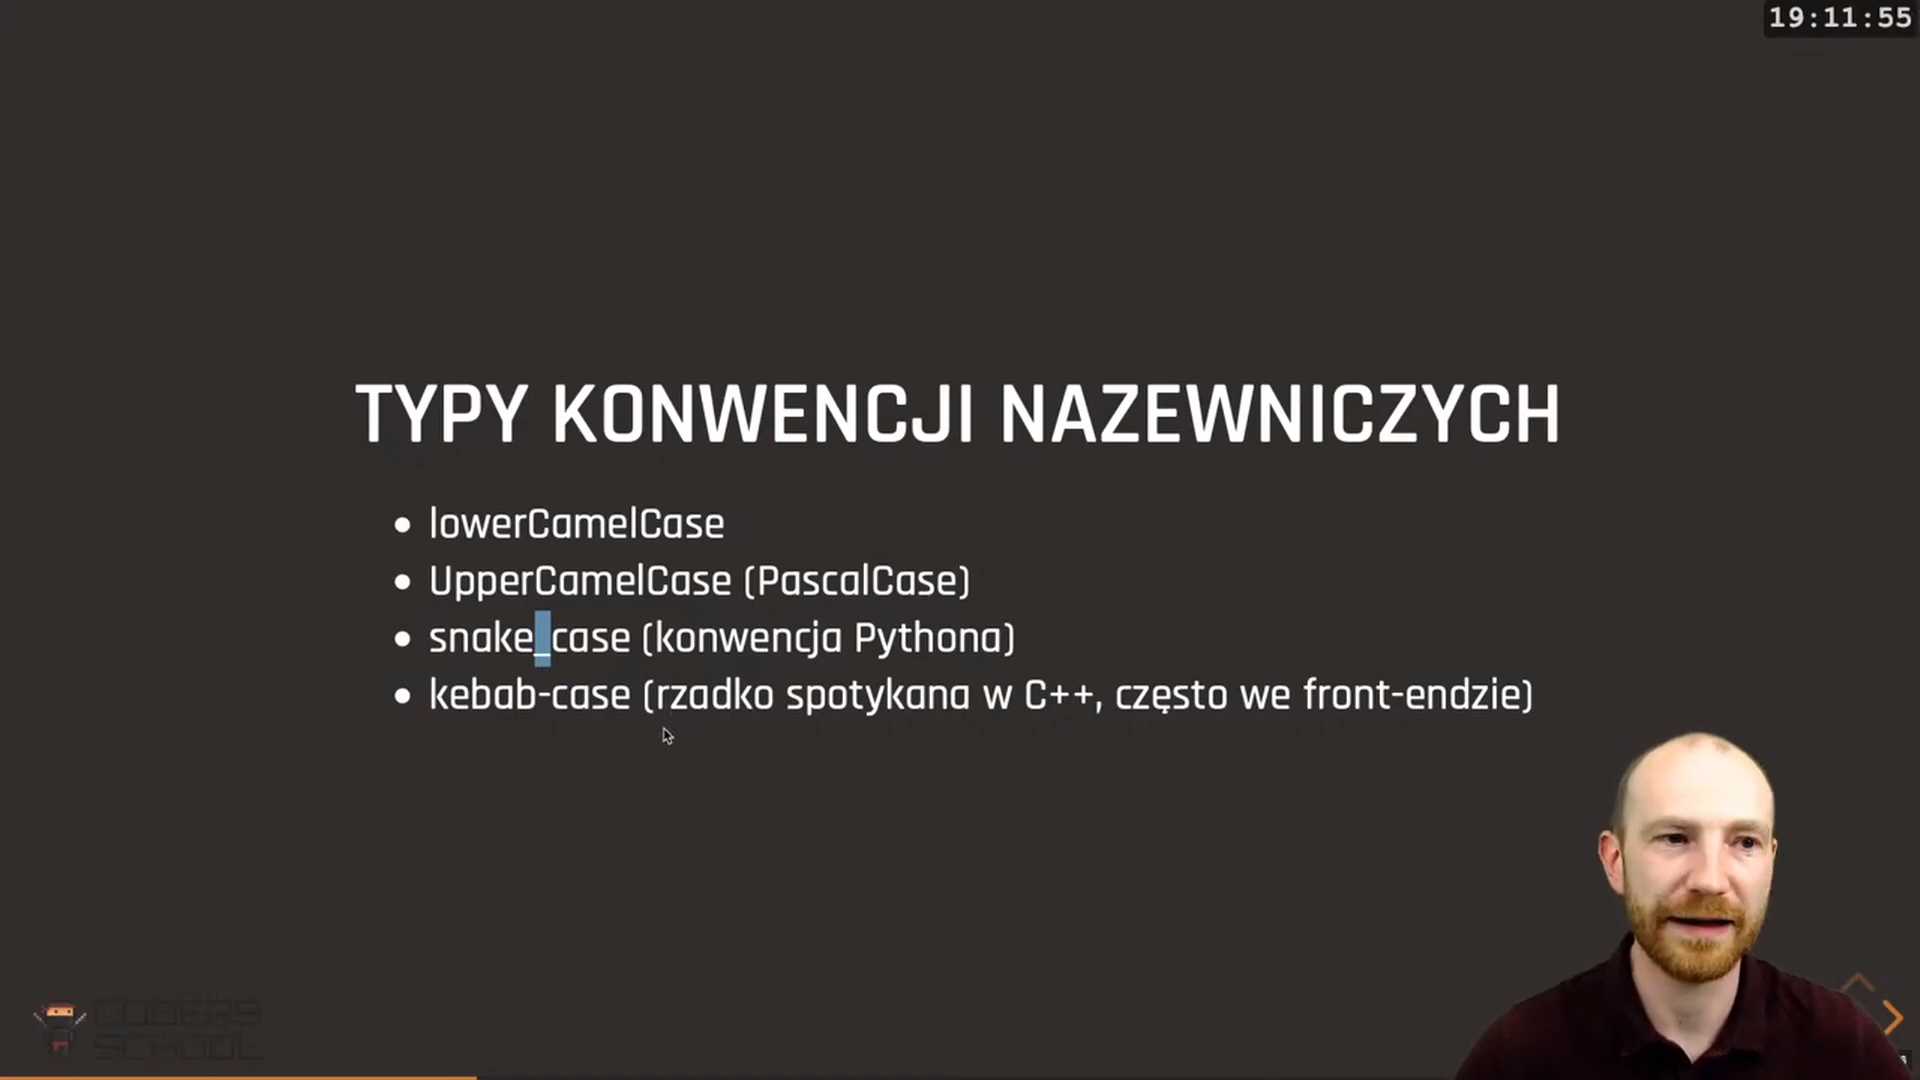 19:11:55
TYPY KONWENCJI NAZEWNICZYCH
• lowerCamelCase
• UpperCamelCase (PascalCase)
• snake_case (konwencja Pythona)
• kebab-case (rzadko spotykana w C++, często we front-endzie)
CODERS
SCHOOL